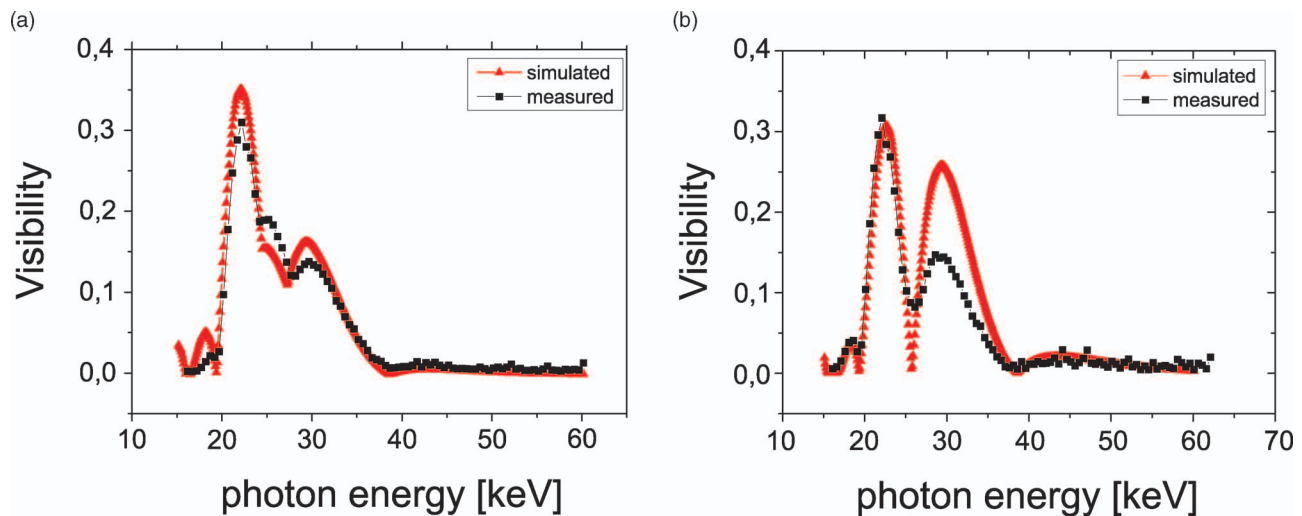 (a)
0,4
0,3
0,2
0,1
0,0
Visibility
simulated
measured
10 20 30 40 50 60
photon energy [keV]
(b)
0,4
0,3
0,2
0,1
0,0
Visibility
simulated
measured
10 20 30 40 50 60 70
photon energy [keV]